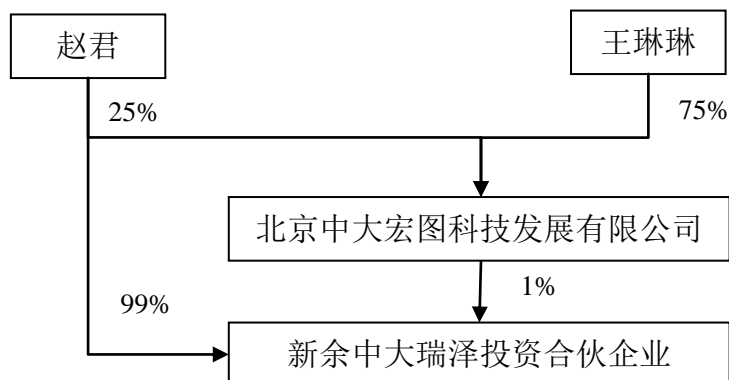 赵君
王琳琳
25%
75%
北京中大宏图科技发展有限公司
1%
99%
新余中大瑞泽投资合伙企业